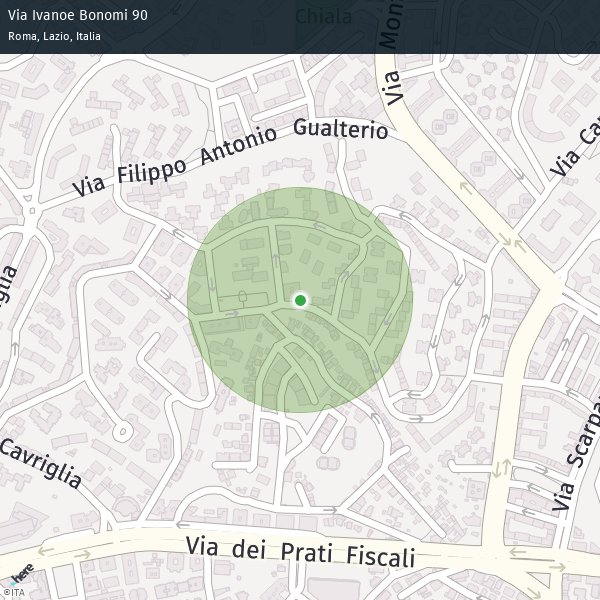 Via Ivanoe Bonomi 90
Roma, Lazio, Italia
Chiala
Via Mon
Via Filippo Antonio Gualterio
Via Ca
glia
Cavriglia
Via Scarpa
Via dei Prati Fiscali
here
©ITA